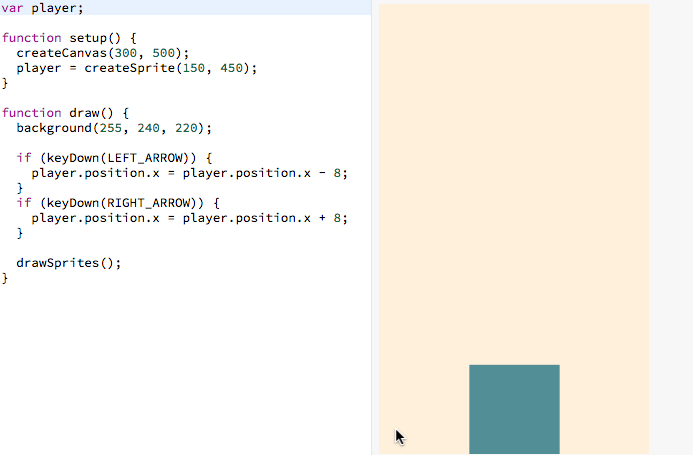 var player;
function setup() {
  createCanvas(300, 500);
  player = createSprite(150, 450);
}
function draw() {
  background(255, 240, 220);
  if (keyDown(LEFT_ARROW)) {
    player.position.x = player.position.x - 8;
  }
  if (keyDown(RIGHT_ARROW)) {
    player.position.x = player.position.x + 8;
  }
  drawSprites();
}